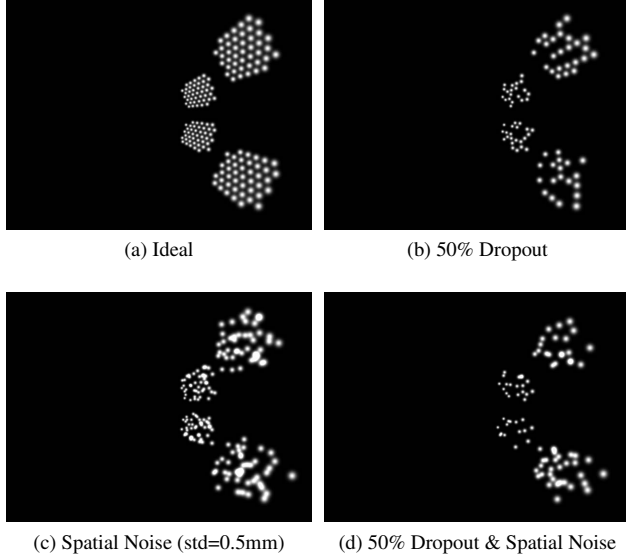 (a) Ideal
(b) 50% Dropout
(c) Spatial Noise (std=0.5mm)
(d) 50% Dropout & Spatial Noise